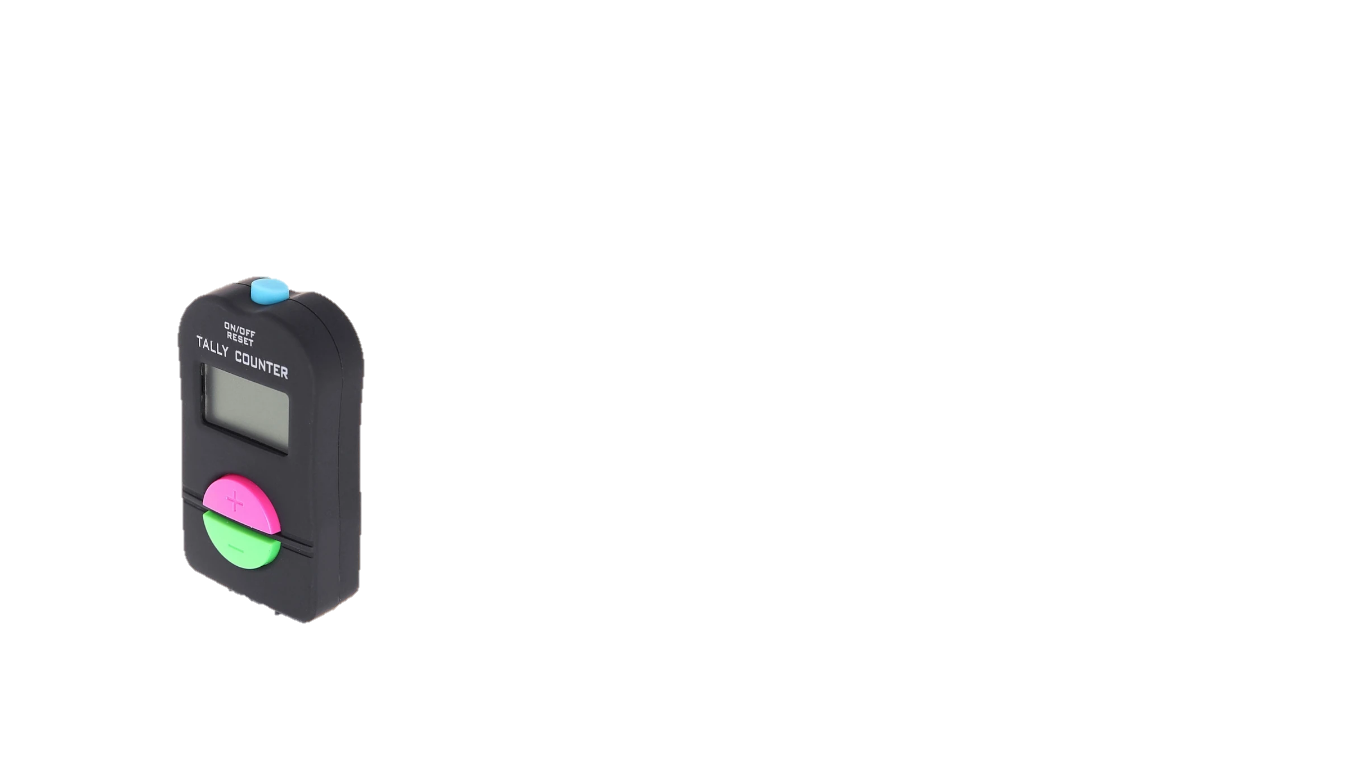 ON/OFF
RESET
TALLY COUNTER
+
-